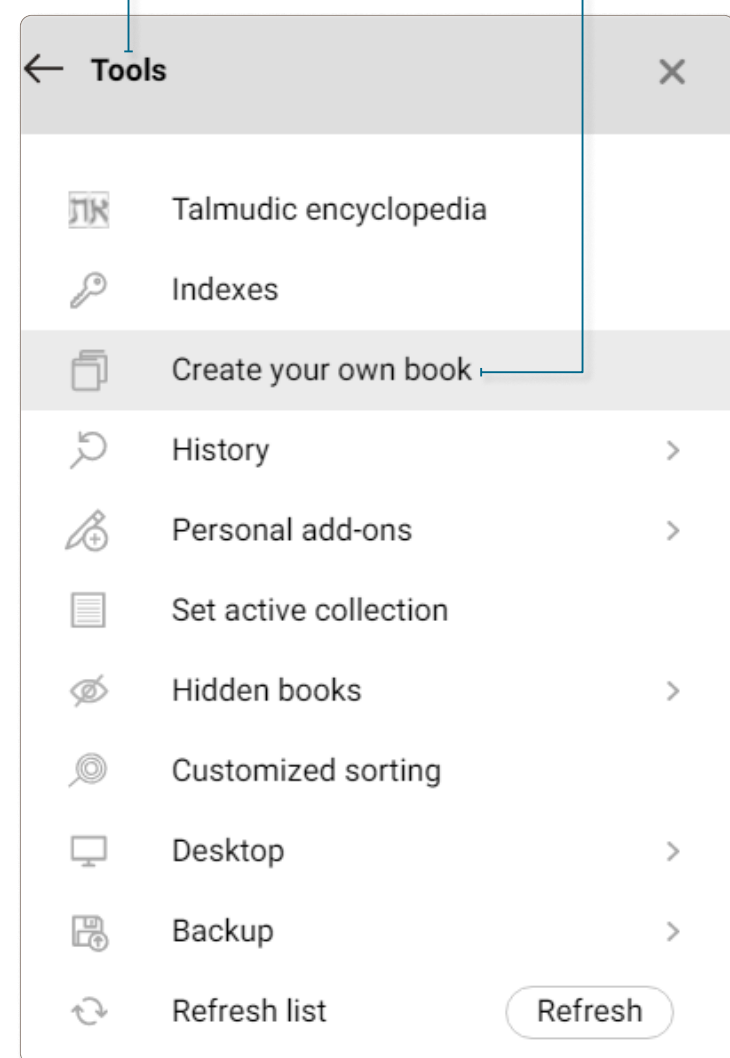 Tools
Talmudic encyclopedia
Indexes
Create your own book
History
Personal add-ons
Set active collection
Hidden books
Customized sorting
Desktop
Backup
Refresh list Refresh